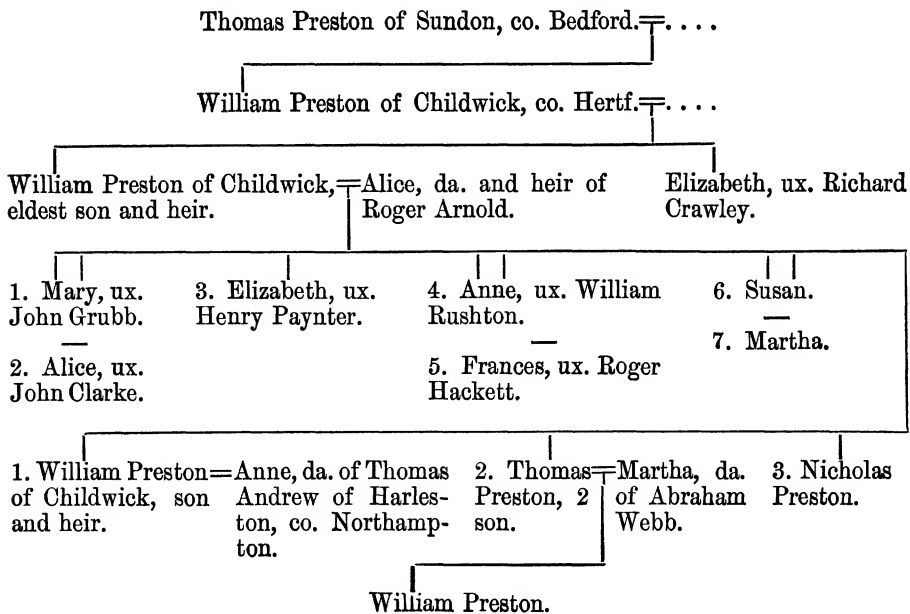 Thomas Preston of Sundon, co. Bedford.=. . . .
William Preston of Childwick, co. Hertf.=. . . .
William Preston of Childwick,=Alice, da. and heir of
eldest son and heir. Roger Arnold.
Elizabeth, ux. Richard
Crawley.
1. Mary, ux.
John Grubb.
—
2. Alice, ux.
John Clarke.
3. Elizabeth, ux.
Henry Paynter.
4. Anne, ux. William
Rushton.
—
5. Frances, ux. Roger
Hackett.
6. Susan.
—
7. Martha.
1. William Preston=
of Childwick, son
and heir.
Anne, da. of Thomas
Andrew of Harles-
ton, co. Northamp-
ton.
2. Thomas=
Preston, 2
son.
Martha, da.
of Abraham
Webb.
3. Nicholas
Preston.
William Preston.